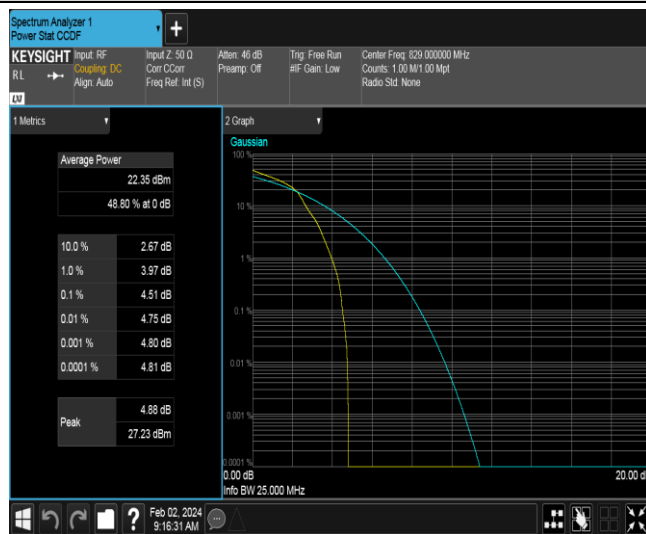 Spectrum Analyzer 1
Power Stat CCDF
+
KEYSIGHT Input: RF Input Z: 50 Ω Atten: 46 dB Trig: Free Run Center Freq: 829.000000 MHz
RL Coupling: DC Corr CCorr Preamp: Off #IF Gain: Low Counts: 1.00 M/1.00 Mpt
Align: Auto Freq Ref: Int (S) Radio Std: None
LXI
1 Metrics
Average Power
22.35 dBm
48.80 % at 0 dB
10.0 % 2.67 dB
1.0 % 3.97 dB
0.1 % 4.51 dB
0.01 % 4.75 dB
0.001 % 4.80 dB
0.0001 % 4.81 dB
Peak 4.88 dB
27.23 dBm
2 Graph
Gaussian
100 %
10 %
1 %
0.1 %
0.01 %
0.001 %
0.0001 %
0.00 dB 20.00 d
Info BW 25.000 MHz
? Feb 02, 2024
9:16:31 AM